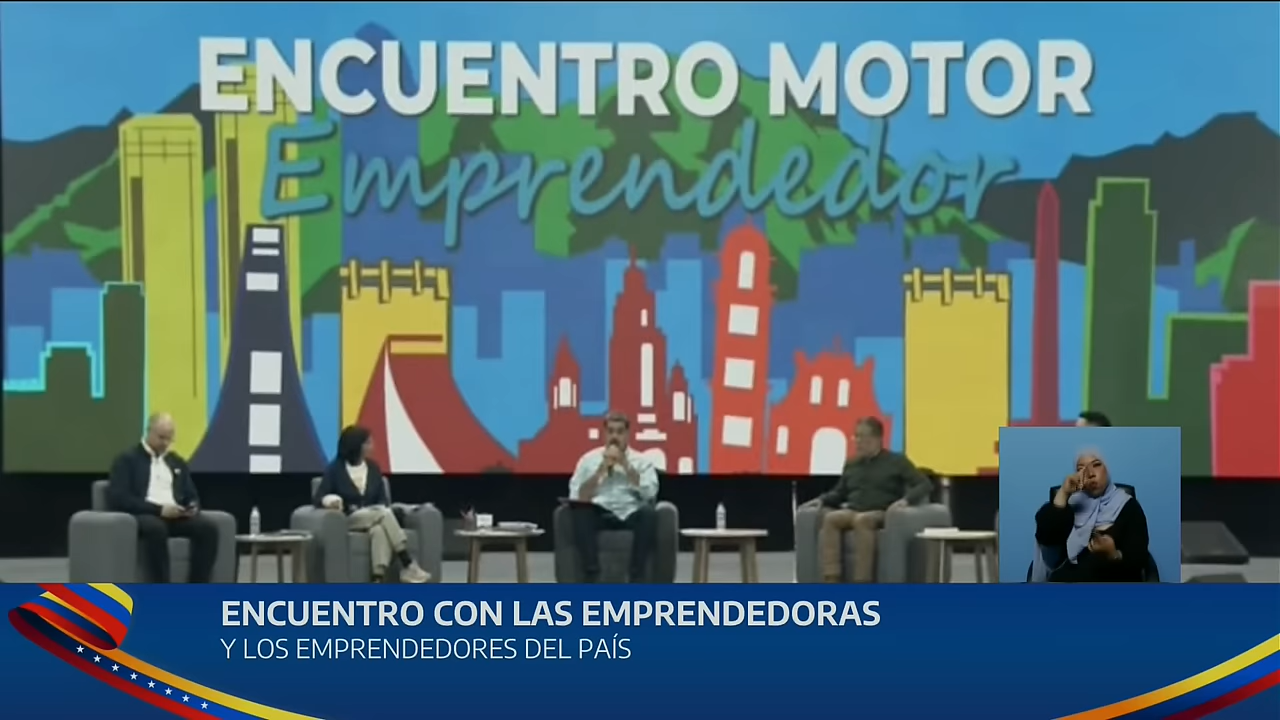 ENCUENTRO MOTOR
Emprendedor
ENCUENTRO CON LAS EMPRENDEDORAS
Y LOS EMPRENDEDORES DEL PAÍS